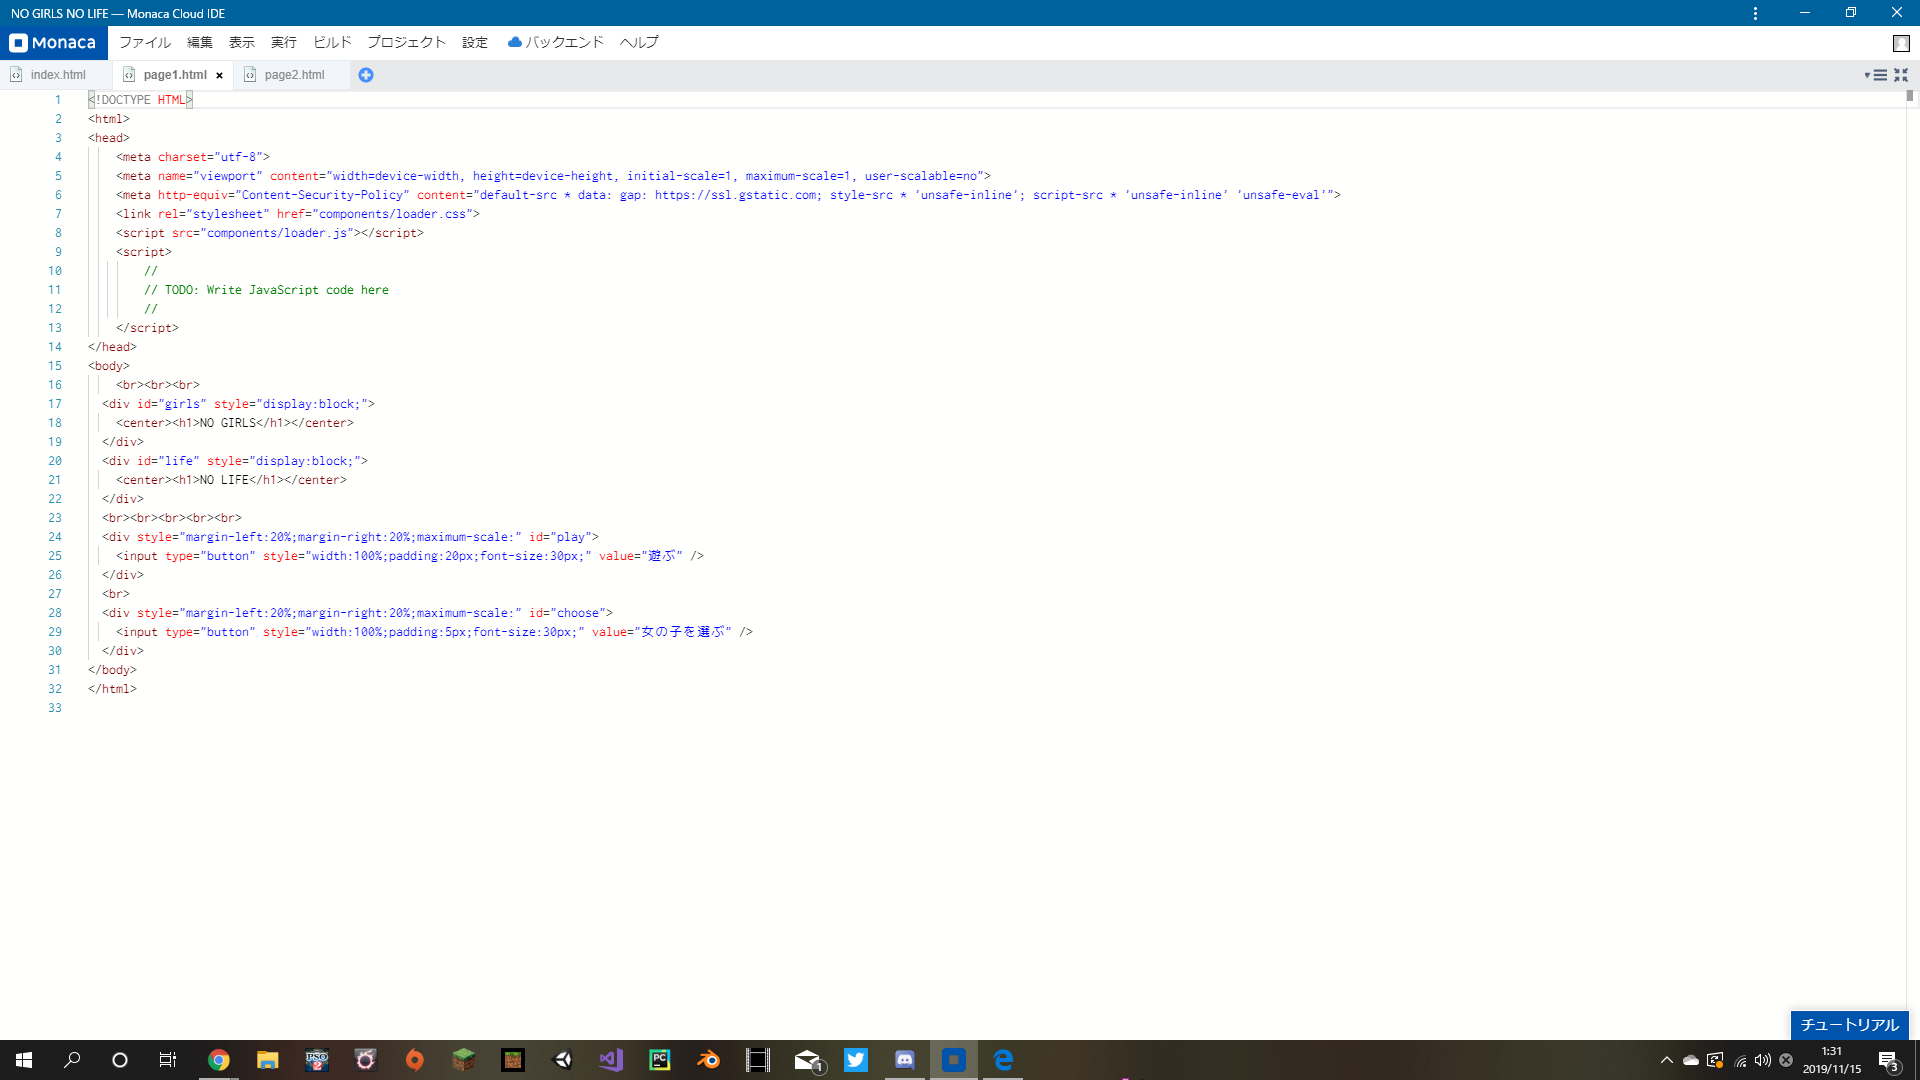 NO GIRLS NO LIFE — Monaca Cloud IDE
Monaca ファイル 編集 表示 実行 ビルド プロジェクト 設定 バックエンド ヘルプ
index.html page1.html × page2.html
1 <!DOCTYPE HTML>
2 <html>
3 <head>
4 <meta charset="utf-8">
5 <meta name="viewport" content="width=device-width, height=device-height, initial-scale=1, maximum-scale=1, user-scalable=no">
6 <meta http-equiv="Content-Security-Policy" content="default-src * data: gap: https://ssl.gstatic.com; style-src * 'unsafe-inline'; script-src * 'unsafe-inline' 'unsafe-eval'">
7 <link rel="stylesheet" href="components/loader.css">
8 <script src="components/loader.js"></script>
9 <script>
10 //
11 // TODO: Write JavaScript code here
12 //
13 </script>
14 </head>
15 <body>
16 <br><br><br>
17 <div id="girls" style="display:block;">
18 <center><h1>NO GIRLS</h1></center>
19 </div>
20 <div id="life" style="display:block;">
21 <center><h1>NO LIFE</h1></center>
22 </div>
23 <br><br><br><br><br>
24 <div style="margin-left:20%;margin-right:20%;maximum-scale:" id="play">
25 <input type="button" style="width:100%;padding:20px;font-size:30px;" value="遊ぶ" />
26 </div>
27 <br>
28 <div style="margin-left:20%;margin-right:20%;maximum-scale:" id="choose">
29 <input type="button" style="width:100%;padding:5px;font-size:30px;" value="女の子を選ぶ" />
30 </div>
31 </body>
32 </html>
33
チュートリアル
PSO 2
PC
1
1:31
2019/11/15
3